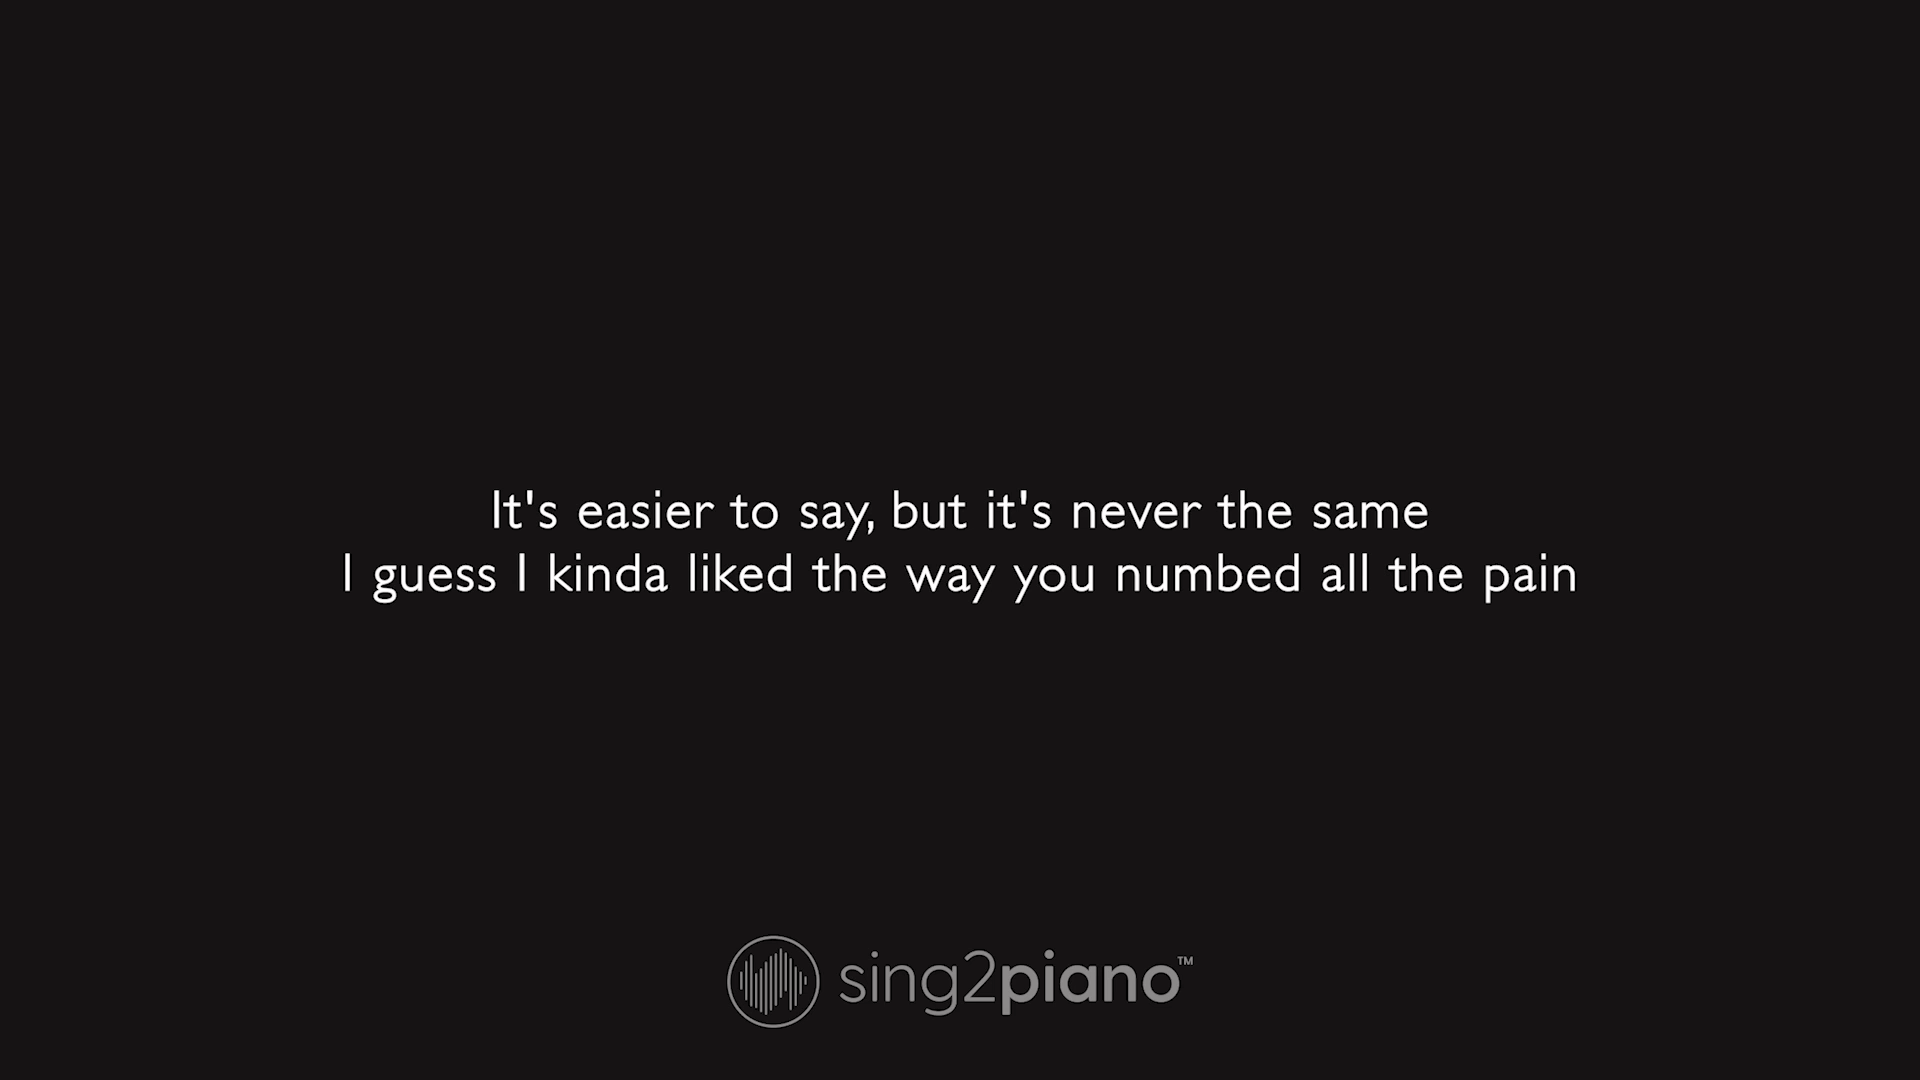 It's easier to say, but it's never the same
I guess I kinda liked the way you numbed all the pain
sing2piano™